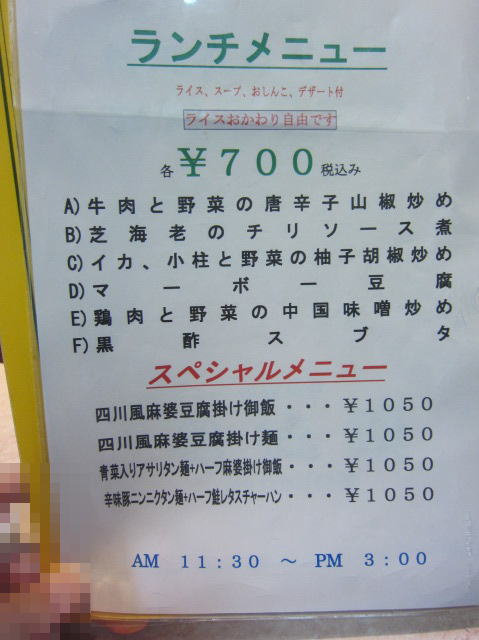 ランチメニュー
ライス、スープ、おしんこ、デザート付
ライスおかわり自由です
各￥７００税込み
A)牛肉と野菜の唐辛子山椒炒め
B)芝海老のチリソース煮
C)イカ、小柱と野菜の柚子胡椒炒め
D)マーボー豆腐
E)鶏肉と野菜の中国味噌炒め
F)黒酢スブタ
スペシャルメニュー
四川風麻婆豆腐掛け御飯・・・￥１０５０
四川風麻婆豆腐掛け麺・・・￥１０５０
青菜入りアサリタン麺+ハーフ麻婆掛け御飯・・・￥１０５０
辛味豚ニンニクタン麺+ハーフ鮭レタスチャーハン・・・￥１０５０
AM 11:30 ～ PM 3:00